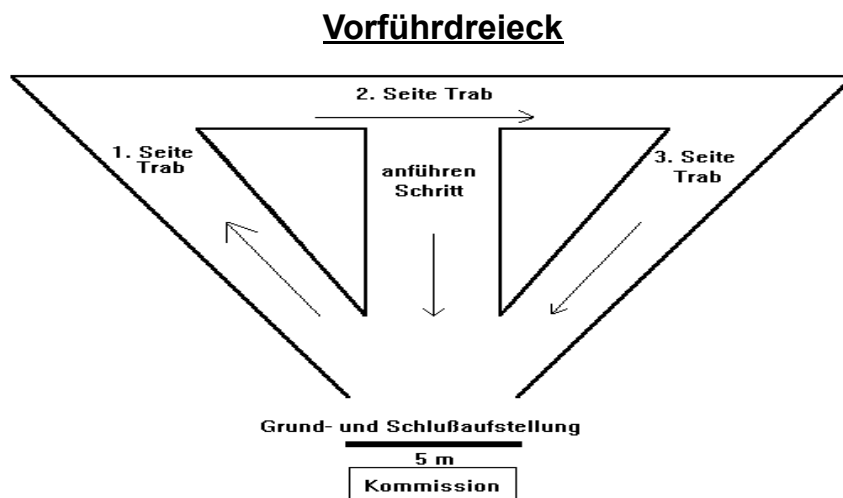 Vorführdreieck
2. Seite Trab
1. Seite
Trab
anführen
Schritt
3. Seite
Trab
Grund- und Schlußaufstellung
5 m
Kommission